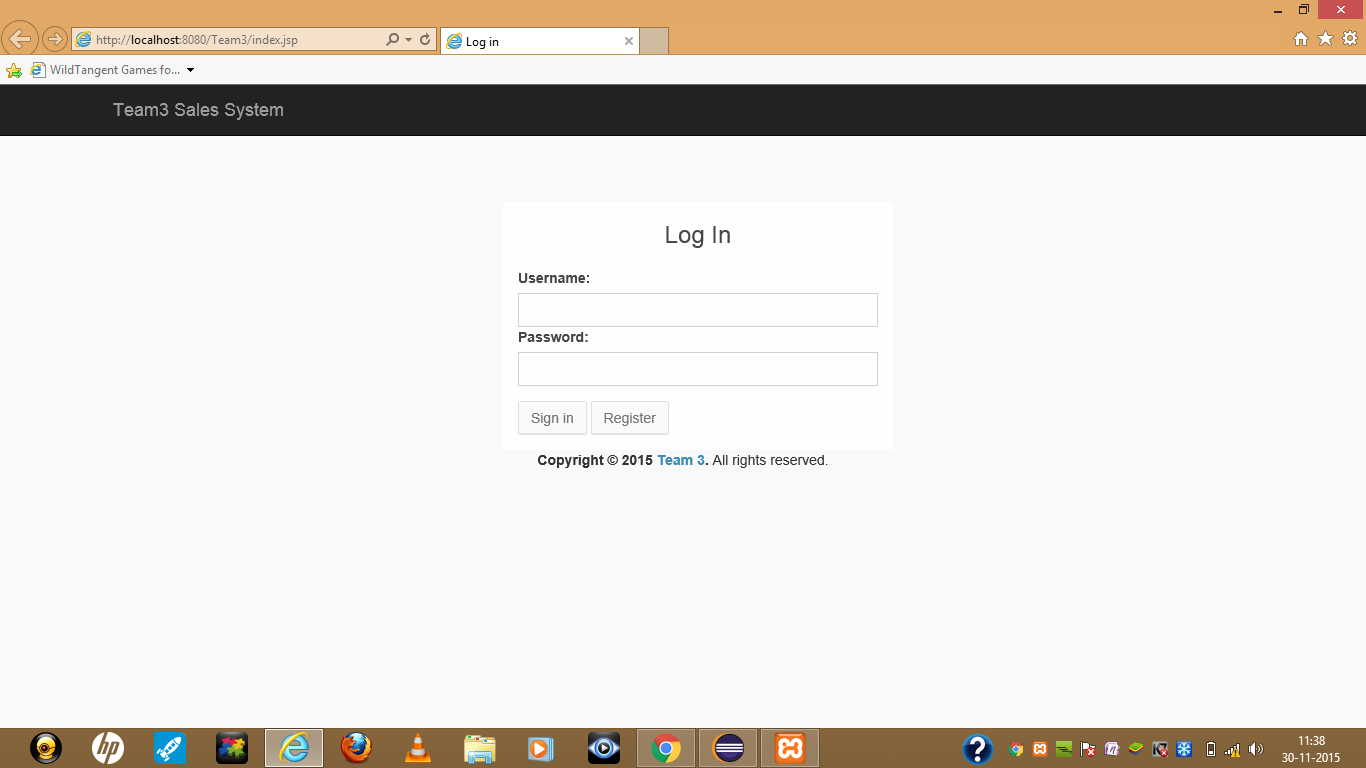 http://localhost:8080/Team3/index.jsp
Log in
WildTangent Games fo...
Team3 Sales System
Log In
Username:
Password:
Sign in Register
Copyright © 2015 Team 3. All rights reserved.
hp
?
11:38
30-11-2015